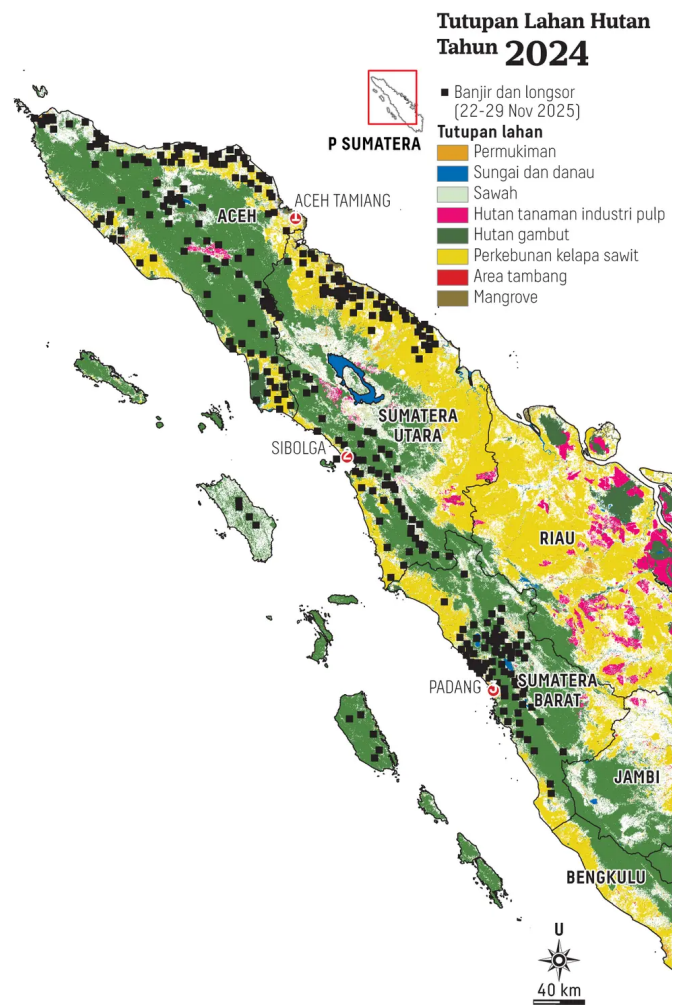 Tutupan Lahan Hutan
Tahun 2024
Banjir dan longsor
(22-29 Nov 2025)
P SUMATERA
Tutupan lahan
Permukiman
Sungai dan danau
Sawah
Hutan tanaman industri pulp
Hutan gambut
Perkebunan kelapa sawit
Area tambang
Mangrove
ACEH TAMIANG
ACEH
SUMATERA
UTARA
SIBOLGA
RIAU
PADANG
SUMATERA
BARAT
JAMBI
BENGKULU
U
40 km